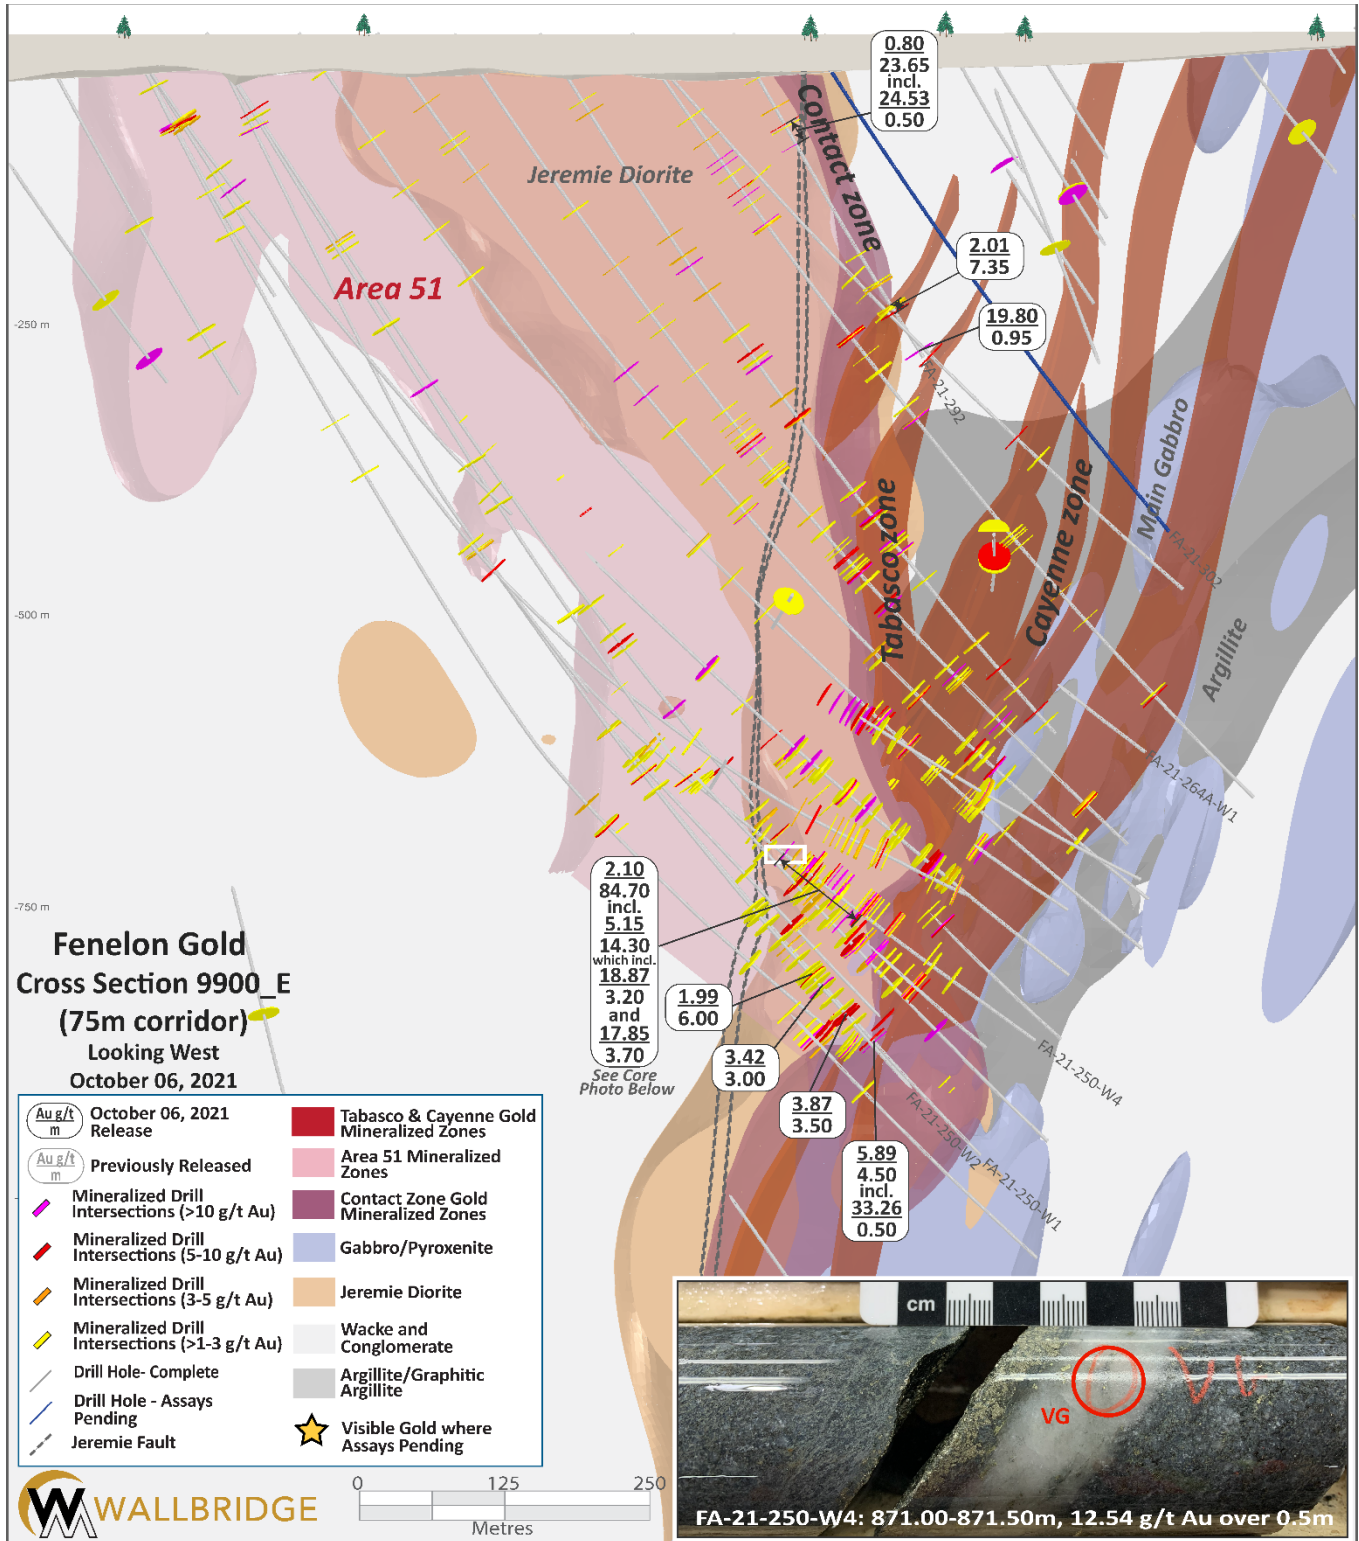 0.80
23.65
incl.
24.53
0.50
Contact zone
Jeremie Diorite
Area 51
2.01
7.35
19.80
0.95
-250 m
FA-21-292
Main Gabbro
Tabasco zone
Cayenne zone
FA-21-302
-500 m
Argillite
FA-21-264A-W1
-750 m
2.10
84.70
incl.
5.15
14.30
which incl.
18.87
3.20
and
17.85
3.70
See Core
Photo Below
1.99
6.00
3.42
3.00
3.87
3.50
5.89
4.50
incl.
33.26
0.50
FA-21-250-W4
FA-21-250-W2
FA-21-250-W1
Fenelon Gold
Cross Section 9900_E
(75m corridor)
Looking West
October 06, 2021
Au g/t
m
October 06, 2021
Release
Au g/t
m
Previously Released
Mineralized Drill
Intersections (>10 g/t Au)
Mineralized Drill
Intersections (5-10 g/t Au)
Mineralized Drill
Intersections (3-5 g/t Au)
Mineralized Drill
Intersections (>1-3 g/t Au)
Drill Hole- Complete
Drill Hole - Assays
Pending
Jeremie Fault
Tabasco & Cayenne Gold
Mineralized Zones
Area 51 Mineralized
Zones
Contact Zone Gold
Mineralized Zones
Gabbro/Pyroxenite
Jeremie Diorite
Wacke and
Conglomerate
Argillite/Graphitic
Argillite
Visible Gold where
Assays Pending
WALLBRIDGE
0 125 250
Metres
cm
VG
FA-21-250-W4: 871.00-871.50m, 12.54 g/t Au over 0.5m